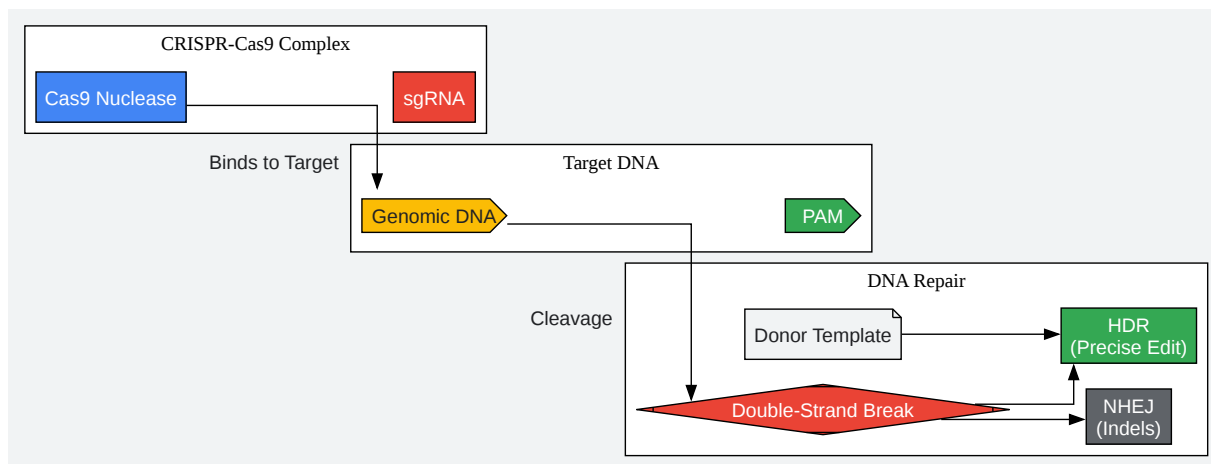 CRISPR-Cas9 Complex
Cas9 Nuclease
sgRNA
Binds to Target
Target DNA
Genomic DNA
PAM
DNA Repair
Cleavage
Donor Template
HDR
(Precise Edit)
Double-Strand Break
NHEJ
(Indels)